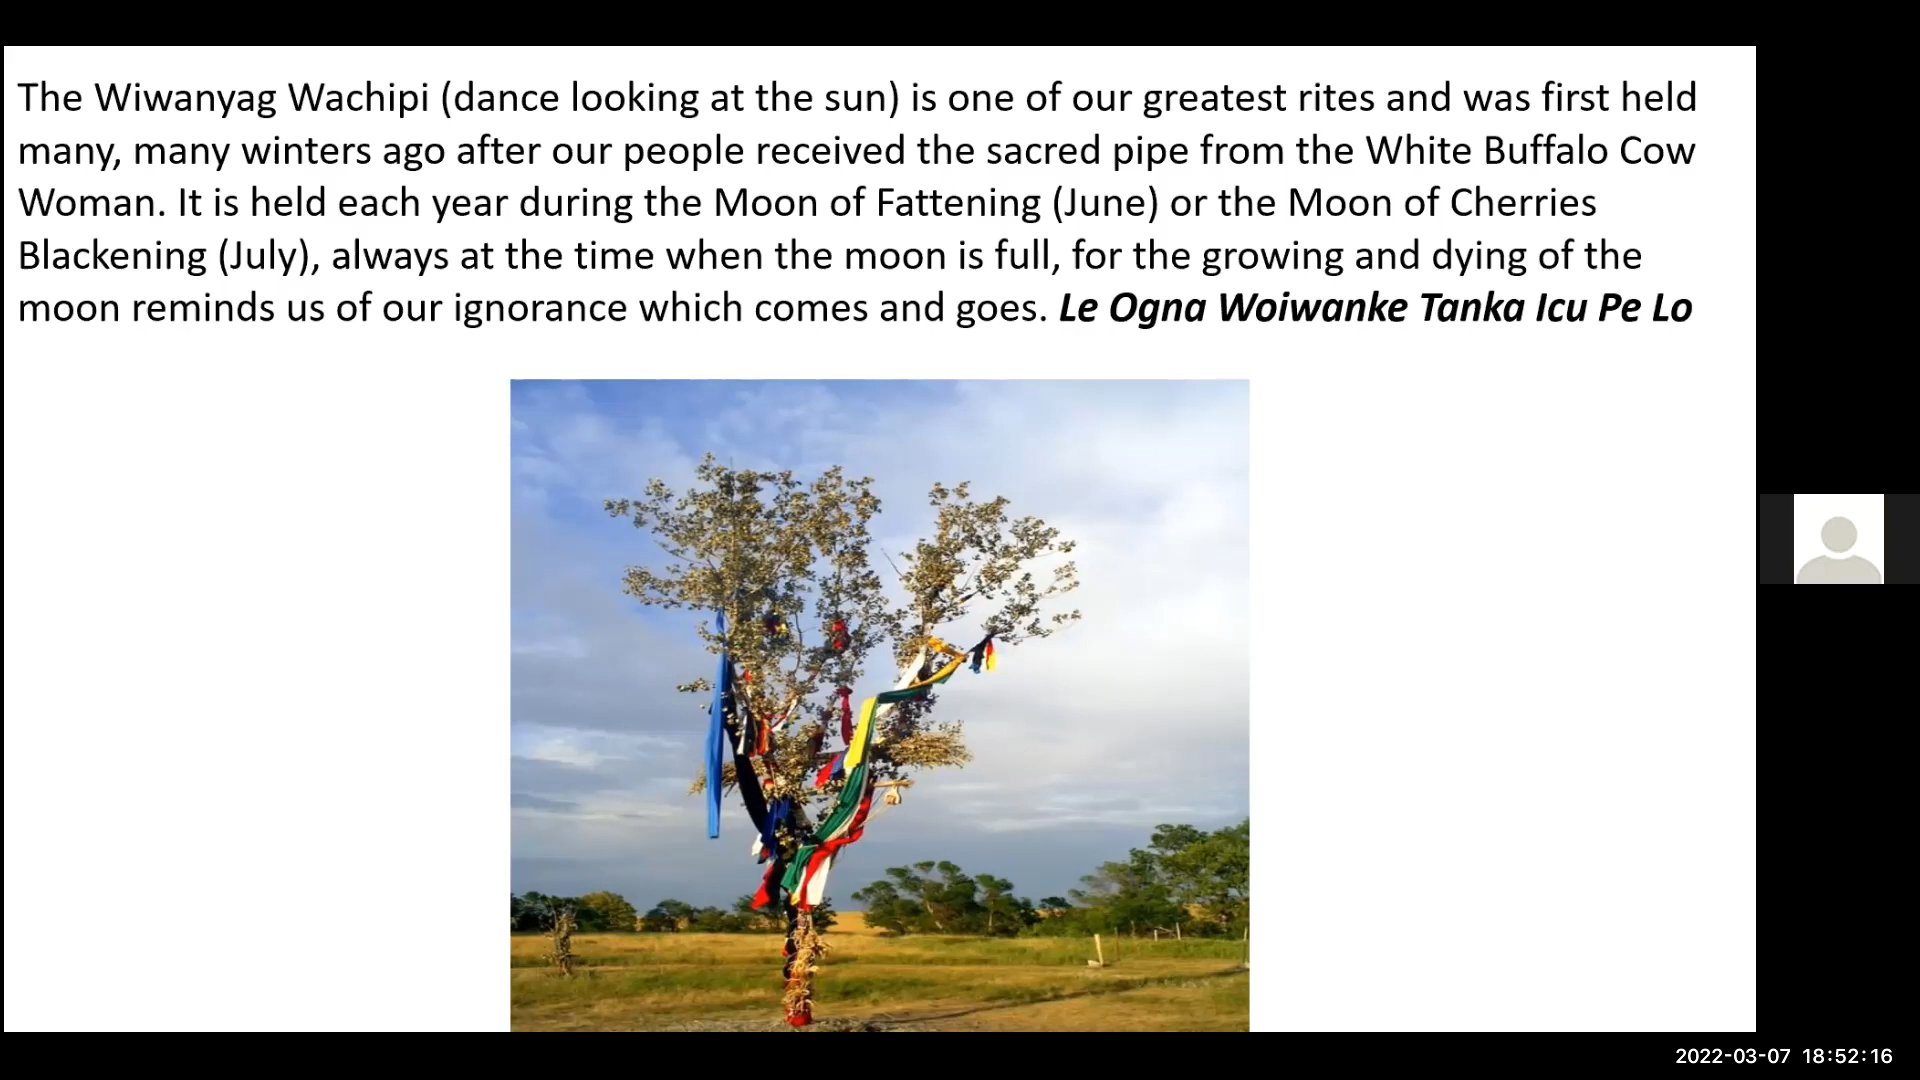 The Wiwanyag Wachipi (dance looking at the sun) is one of our greatest rites and was first held
many, many winters ago after our people received the sacred pipe from the White Buffalo Cow
Woman. It is held each year during the Moon of Fattening (June) or the Moon of Cherries
Blackening (July), always at the time when the moon is full, for the growing and dying of the
moon reminds us of our ignorance which comes and goes. Le Ogna Woiwanke Tanka Icu Pe Lo
2022-03-07 18:52:16